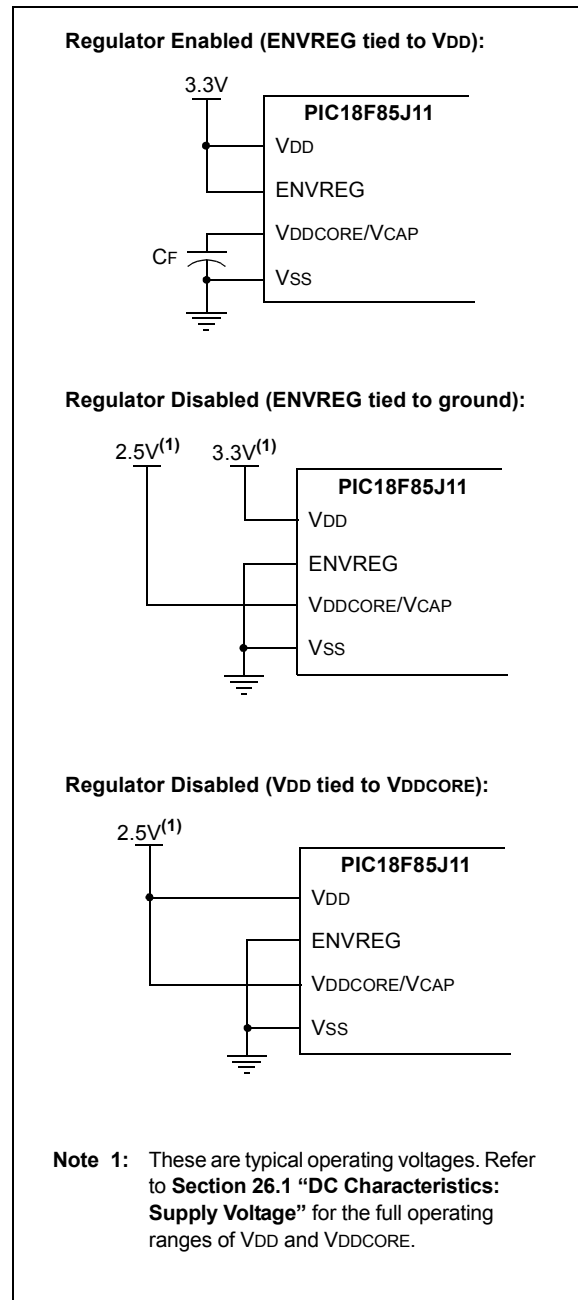 Regulator Enabled (ENVREG tied to VDD):
3.3V
PIC18F85J11
VDD
ENVREG
VDDCORE/VCAP
CF
VSS
Regulator Disabled (ENVREG tied to ground):
2.5V(1)
3.3V(1)
PIC18F85J11
VDD
ENVREG
VDDCORE/VCAP
VSS
Regulator Disabled (VDD tied to VDDCORE):
2.5V(1)
PIC18F85J11
VDD
ENVREG
VDDCORE/VCAP
VSS
Note 1: These are typical operating voltages. Refer
to Section 26.1 “DC Characteristics:
Supply Voltage” for the full operating
ranges of VDD and VDDCORE.